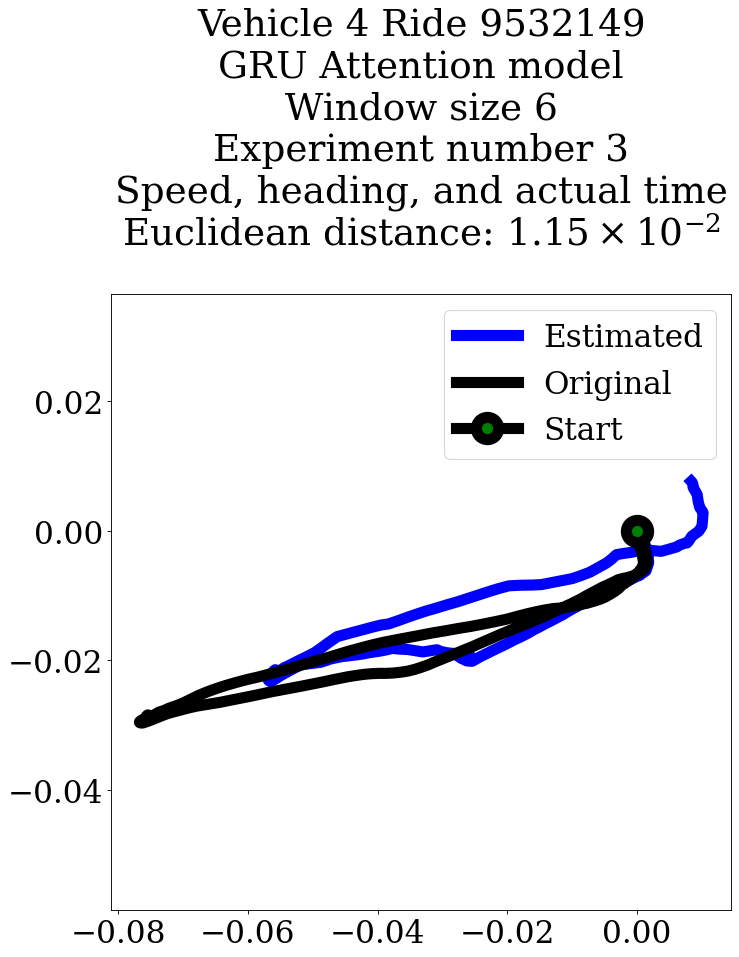 Vehicle 4 Ride 9532149
GRU Attention model
Window size 6
Experiment number 3
Speed, heading, and actual time
Euclidean distance: 1.15 × 10⁻²
Estimated
Original
Start
0.02
0.00
−0.02
−0.04
−0.08 −0.06 −0.04 −0.02 0.00